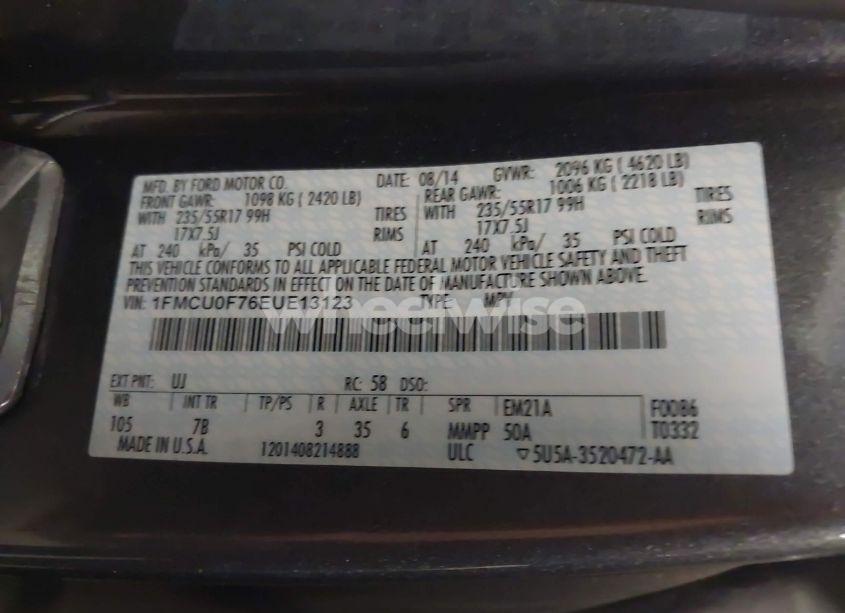 MFD. BY FORD MOTOR CO. DATE: 08/14 GVWR: 2096 KG ( 4620 LB)
FRONT GAWR: 1098 KG ( 2420 LB) REAR GAWR: 1006 KG ( 2218 LB)
WITH 235/55R17 99H TIRES WITH 235/55R17 99H TIRES
17X7.5J RIMS 17X7.5J RIMS
AT 240 kPa/ 35 PSI COLD AT 240 kPa/ 35 PSI COLD
THIS VEHICLE CONFORMS TO ALL APPLICABLE FEDERAL MOTOR VEHICLE SAFETY AND THEFT
PREVENTION STANDARDS IN EFFECT ON THE DATE OF MANUFACTURE SHOWN ABOVE.
VIN: 1FMCU0F76EUE13123 TYPE: MPV
wheelwise
EXT PNT: UJ RC: 58 DSO:
WB INT TR TP/PS R AXLE TR SPR EM21A F0086
105 7B 3 35 6 MMPP 50A T0332
MADE IN U.S.A. 1201408214888 ULC ▽5U5A-3520472-AA